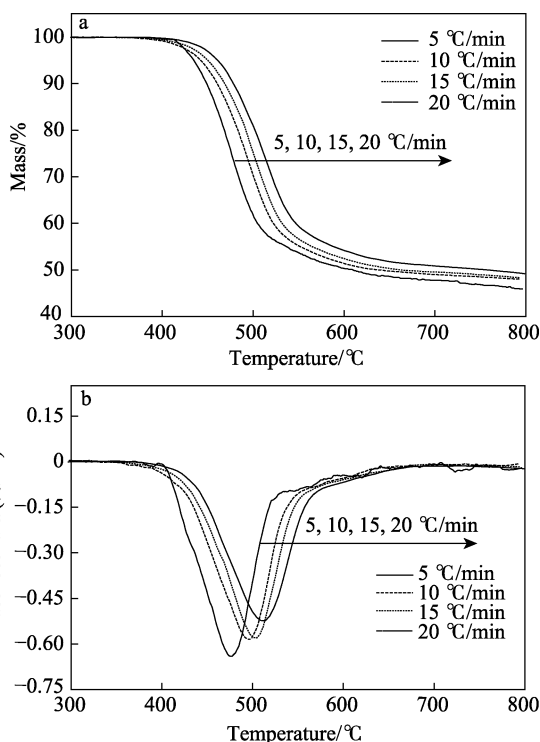 a
100
90
80
70
60
50
40
Mass/%
5 ℃/min
10 ℃/min
15 ℃/min
20 ℃/min
5, 10, 15, 20 ℃/min
300 400 500 600 700 800
Temperature/℃
b
0.15
0
−0.15
−0.30
−0.45
−0.60
−0.75
5, 10, 15, 20 ℃/min
5 ℃/min
10 ℃/min
15 ℃/min
20 ℃/min
300 400 500 600 700 800
Temperature/℃